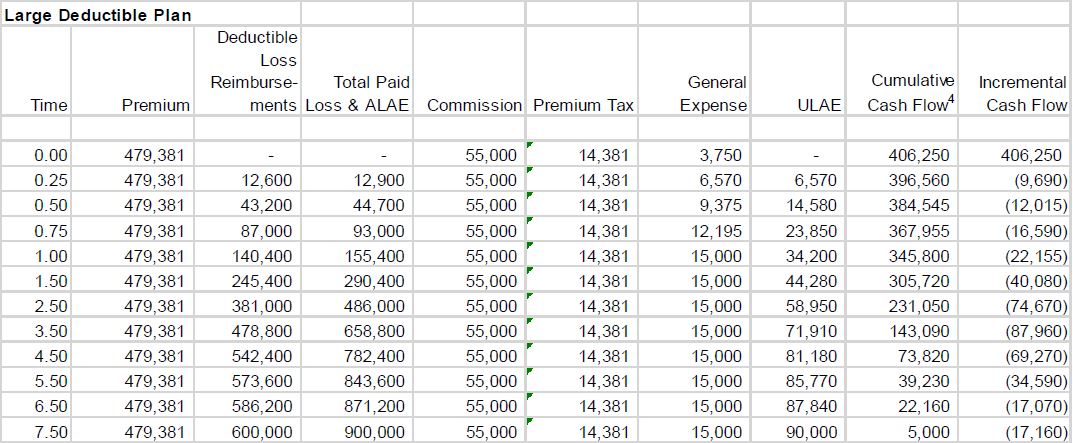 Large Deductible Plan
Time Premium Deductible Loss Reimburse-ments Total Paid Loss & ALAE Commission Premium Tax General Expense ULAE Cumulative Cash Flow4 Incremental Cash Flow
0.00 479,381 - - 55,000 14,381 3,750 - 406,250 406,250
0.25 479,381 12,600 12,900 55,000 14,381 6,570 6,570 396,560 (9,690)
0.50 479,381 43,200 44,700 55,000 14,381 9,375 14,580 384,545 (12,015)
0.75 479,381 87,000 93,000 55,000 14,381 12,195 23,850 367,955 (16,590)
1.00 479,381 140,400 155,400 55,000 14,381 15,000 34,200 345,800 (22,155)
1.50 479,381 245,400 290,400 55,000 14,381 15,000 44,280 305,720 (40,080)
2.50 479,381 381,000 486,000 55,000 14,381 15,000 58,950 231,050 (74,670)
3.50 479,381 478,800 658,800 55,000 14,381 15,000 71,910 143,090 (87,960)
4.50 479,381 542,400 782,400 55,000 14,381 15,000 81,180 73,820 (69,270)
5.50 479,381 573,600 843,600 55,000 14,381 15,000 85,770 39,230 (34,590)
6.50 479,381 586,200 871,200 55,000 14,381 15,000 87,840 22,160 (17,070)
7.50 479,381 600,000 900,000 55,000 14,381 15,000 90,000 5,000 (17,160)